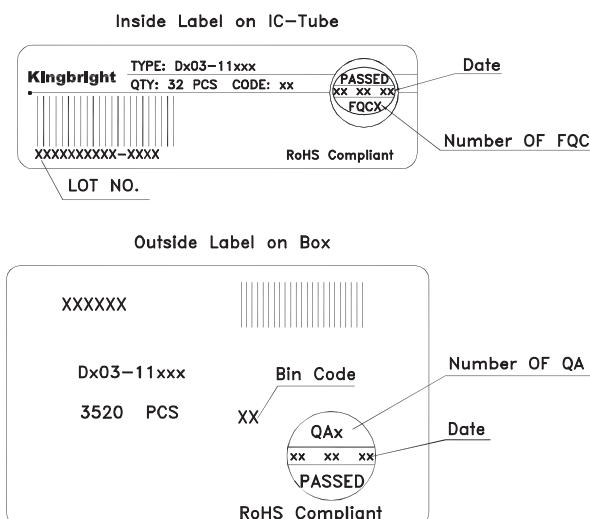 Inside Label on IC-Tube
Kingbright
TYPE: Dx03-11xxx
QTY: 32 PCS CODE: xx
PASSED
xx xx xx
FQCX
Date
Number OF FQC
XXXXXXXXXX-XXXX
RoHS Compliant
LOT NO.
Outside Label on Box
XXXXXX
Dx03-11xxx
Bin Code
Number OF QA
3520 PCS
XX
QAx
Date
xx xx xx
PASSED
RoHS Compliant